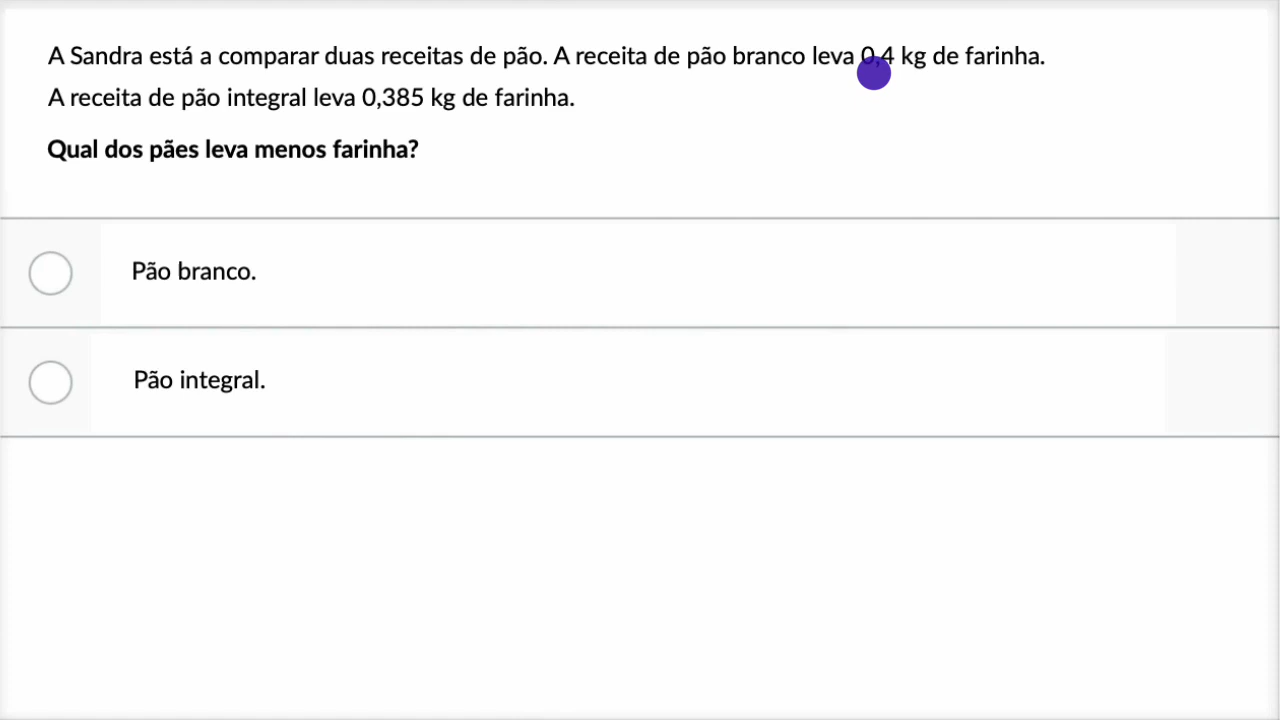 A Sandra está a comparar duas receitas de pão. A receita de pão branco leva 0,4 kg de farinha.
A receita de pão integral leva 0,385 kg de farinha.
Qual dos pães leva menos farinha?
Pão branco.
Pão integral.